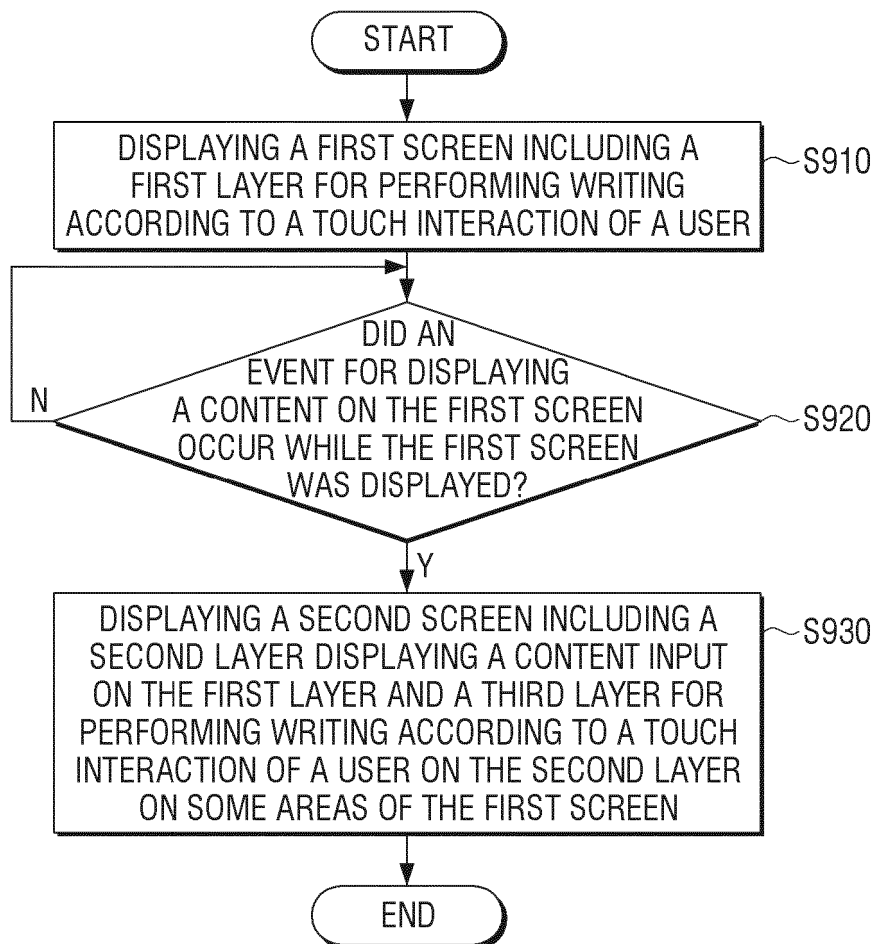 START
DISPLAYING A FIRST SCREEN INCLUDING A
FIRST LAYER FOR PERFORMING WRITING
ACCORDING TO A TOUCH INTERACTION OF A USER
S910
DID AN
EVENT FOR DISPLAYING
A CONTENT ON THE FIRST SCREEN
OCCUR WHILE THE FIRST SCREEN
WAS DISPLAYED?
N
S920
Y
DISPLAYING A SECOND SCREEN INCLUDING A
SECOND LAYER DISPLAYING A CONTENT INPUT
ON THE FIRST LAYER AND A THIRD LAYER FOR
PERFORMING WRITING ACCORDING TO A TOUCH
INTERACTION OF A USER ON THE SECOND LAYER
ON SOME AREAS OF THE FIRST SCREEN
S930
END